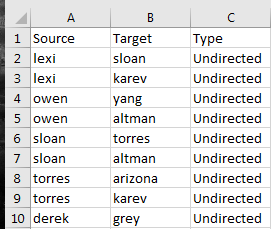 A B C
1 Source Target Type
2 lexi sloan Undirected
3 lexi karev Undirected
4 owen yang Undirected
5 owen altman Undirected
6 sloan torres Undirected
7 sloan altman Undirected
8 torres arizona Undirected
9 torres karev Undirected
10 derek grey Undirected